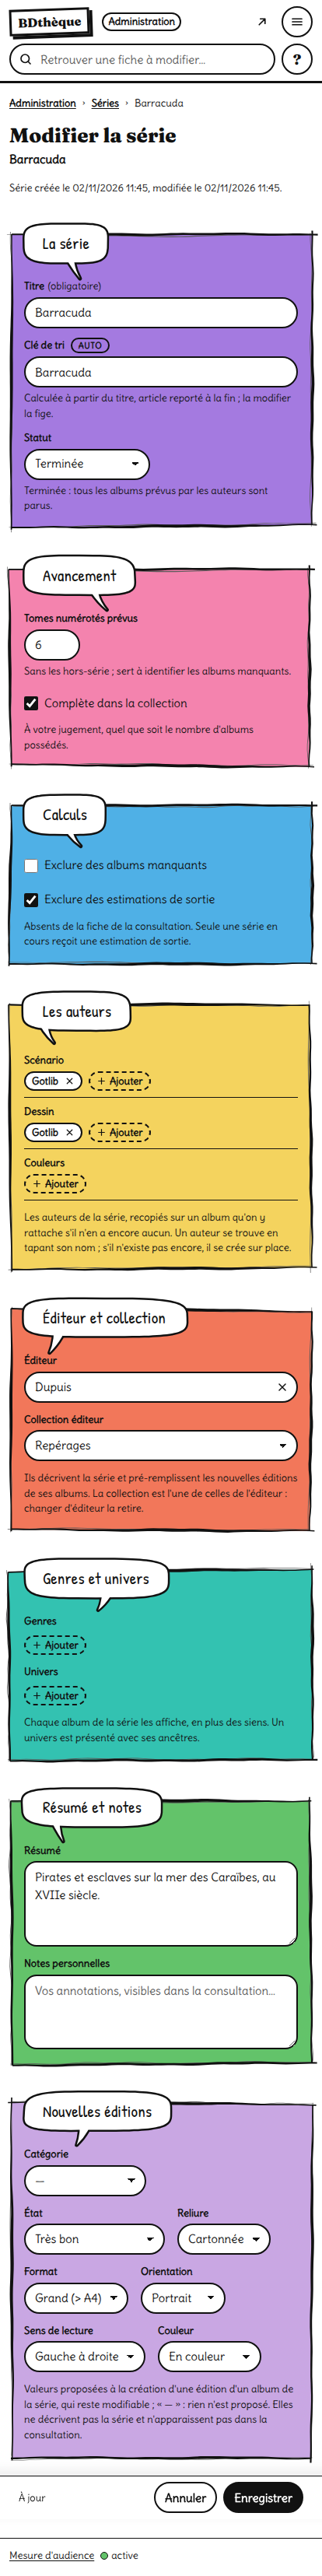 BDthèque Administration
Retrouver une fiche à modifier... ?
Administration › Séries › Barracuda
Modifier la série
Barracuda
Série créée le 02/11/2026 11:45, modifiée le 02/11/2026 11:45.
La série
Titre (obligatoire)
Barracuda
Clé de tri AUTO
Barracuda
Calculée à partir du titre, article reporté à la fin ; la modifier
la fige.
Statut
Terminée
Terminée : tous les albums prévus par les auteurs sont
parus.
Avancement
Tomes numérotés prévus
6
Sans les hors-série ; sert à identifier les albums manquants.
Complète dans la collection
À votre jugement, quel que soit le nombre d'albums
possédés.
Calculs
Exclure des albums manquants
Exclure des estimations de sortie
Absents de la fiche de la consultation. Seule une série en
cours reçoit une estimation de sortie.
Les auteurs
Scénario
Gotlib × + Ajouter
Dessin
Gotlib × + Ajouter
Couleurs
+ Ajouter
Les auteurs de la série, recopiés sur un album qu'on y
rattache s'il n'en a encore aucun. Un auteur se trouve en
tapant son nom ; s'il n'existe pas encore, il se crée sur place.
Éditeur et collection
Éditeur
Dupuis ×
Collection éditeur
Repérages
Ils décrivent la série et pré-remplissent les nouvelles éditions
de ses albums. La collection est l'une de celles de l'éditeur :
changer d'éditeur la retire.
Genres et univers
Genres
+ Ajouter
Univers
+ Ajouter
Chaque album de la série les affiche, en plus des siens. Un
univers est présenté avec ses ancêtres.
Résumé et notes
Résumé
Pirates et esclaves sur la mer des Caraïbes, au
XVIIe siècle.
Notes personnelles
Vos annotations, visibles dans la consultation...
Nouvelles éditions
Catégorie
—
État Reliure
Très bon Cartonnée
Format Orientation
Grand (> A4) Portrait
Sens de lecture Couleur
Gauche à droite En couleur
Valeurs proposées à la création d'une édition d'un album de
la série, qui reste modifiable ; « — » : rien n'est proposé. Elles
ne décrivent pas la série et n'apparaissent pas dans la
consultation.
À jour Annuler Enregistrer
Mesure d'audience active